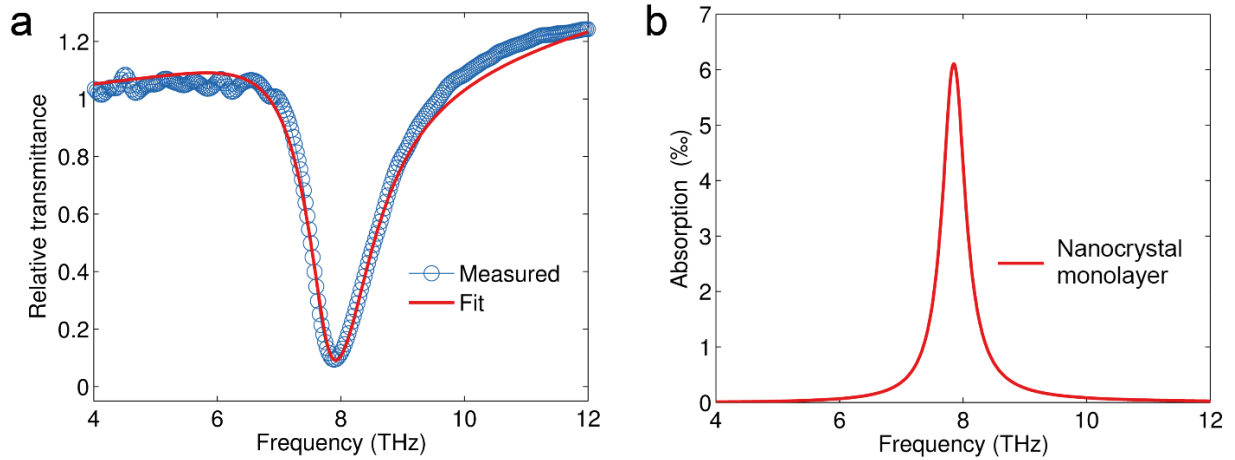 a
Relative transmittance
1.2
1
0.8
0.6
0.4
0.2
0
Measured
Fit
4
6
8
10
12
Frequency (THz)
b
Absorption (‰)
7
6
5
4
3
2
1
0
Nanocrystal
monolayer
4
6
8
10
12
Frequency (THz)